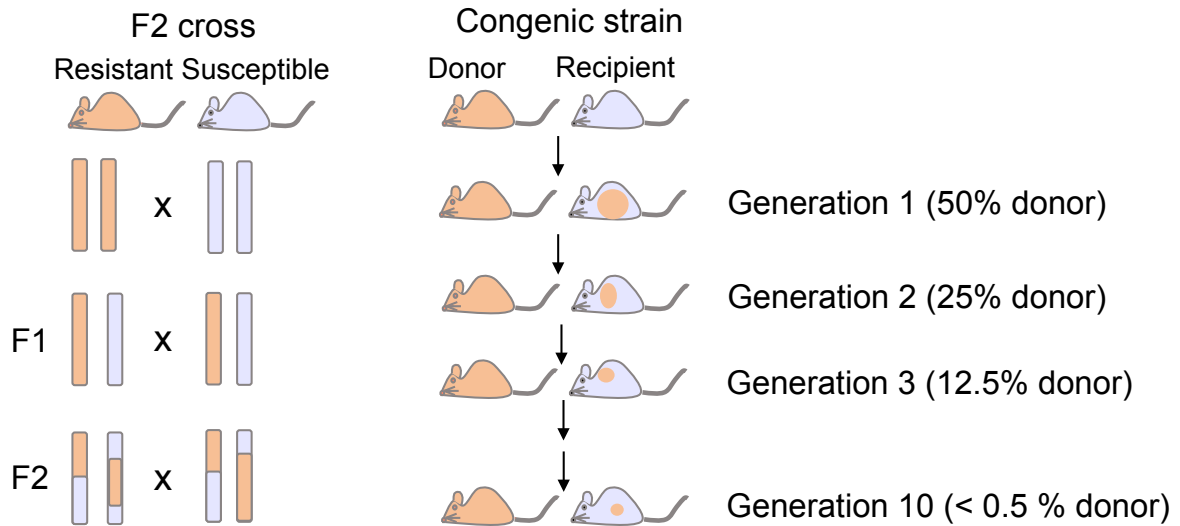 F2 cross
Resistant Susceptible
x
F1
x
F2
x
Congenic strain
Donor Recipient
Generation 1 (50% donor)
Generation 2 (25% donor)
Generation 3 (12.5% donor)
Generation 10 (< 0.5 % donor)